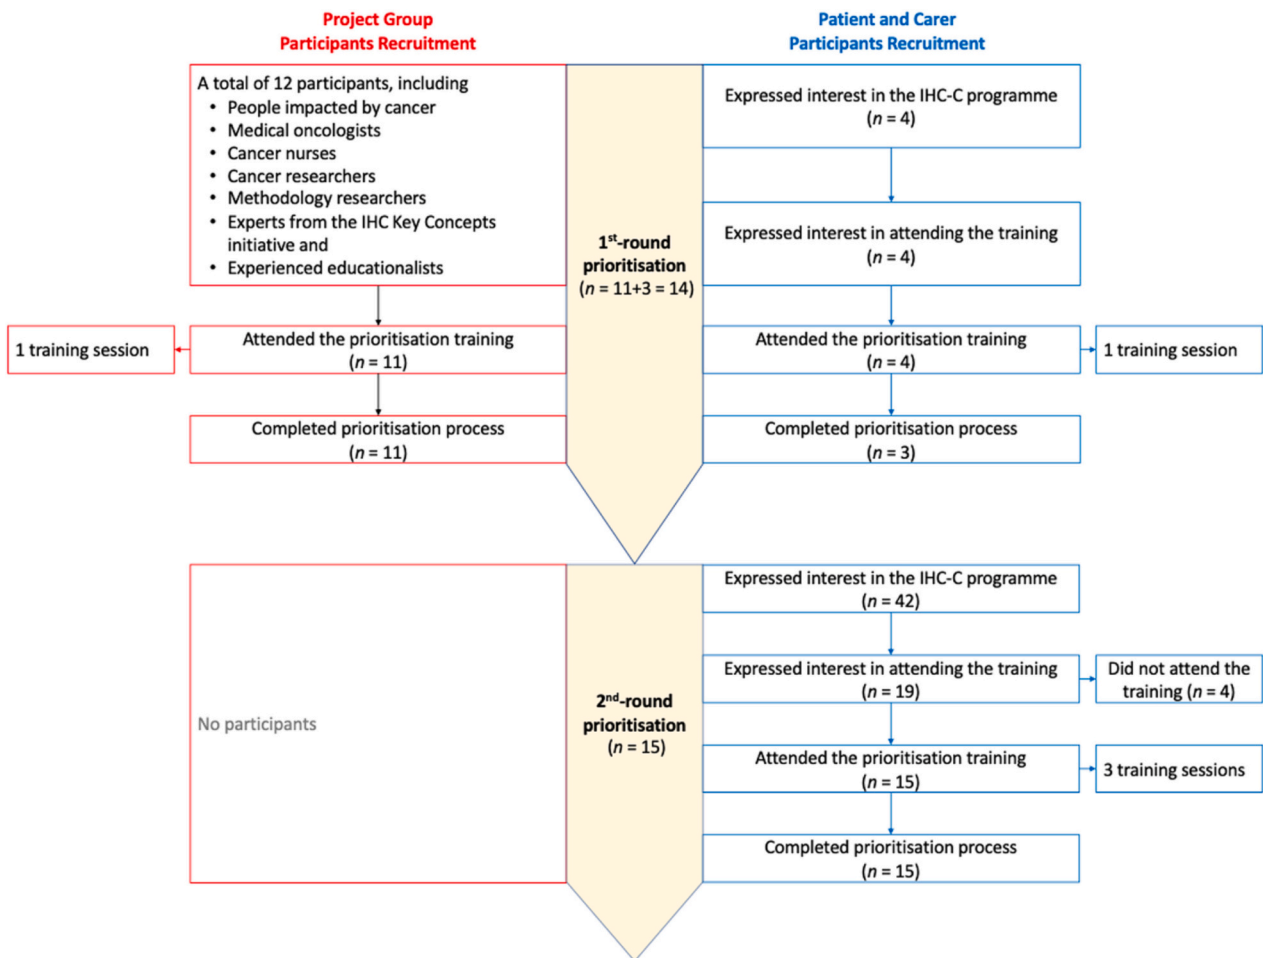 Project Group
Participants Recruitment
Patient and Carer
Participants Recruitment
A total of 12 participants, including
• People impacted by cancer
• Medical oncologists
• Cancer nurses
• Cancer researchers
• Methodology researchers
• Experts from the IHC Key Concepts
initiative and
• Experienced educationalists
Attended the prioritisation training
(n = 11)
1 training session
Completed prioritisation process
(n = 11)
1st-round
prioritisation
(n = 11+3 = 14)
Expressed interest in the IHC-C programme
(n = 4)
Expressed interest in attending the training
(n = 4)
Attended the prioritisation training
(n = 4)
1 training session
Completed prioritisation process
(n = 3)
No participants
2nd-round
prioritisation
(n = 15)
Expressed interest in the IHC-C programme
(n = 42)
Expressed interest in attending the training
(n = 19)
Did not attend the
training (n = 4)
Attended the prioritisation training
(n = 15)
3 training sessions
Completed prioritisation process
(n = 15)